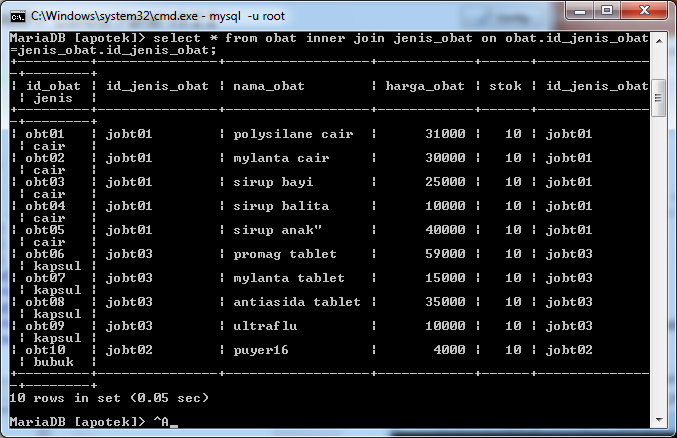 C:\Windows\system32\cmd.exe - mysql  -u root
MariaDB [apotek]> select * from obat inner join jenis_obat on obat.id_jenis_obat
=jenis_obat.id_jenis_obat;
+---------+---------------+------------------+------------+------+--------------
-+--------+
| id_obat | id_jenis_obat | nama_obat        | harga_obat | stok | id_jenis_obat
 | jenis  |
+---------+---------------+------------------+------------+------+--------------
-+--------+
| obt01   | jobt01        | polysilane cair  |      31000 |   10 | jobt01
 | cair   |
| obt02   | jobt01        | mylanta cair     |      30000 |   10 | jobt01
 | cair   |
| obt03   | jobt01        | sirup bayi       |      25000 |   10 | jobt01
 | cair   |
| obt04   | jobt01        | sirup balita     |      10000 |   10 | jobt01
 | cair   |
| obt05   | jobt01        | sirup anak"      |      40000 |   10 | jobt01
 | cair   |
| obt06   | jobt03        | promag tablet    |      59000 |   10 | jobt03
 | kapsul |
| obt07   | jobt03        | mylanta tablet   |      15000 |   10 | jobt03
 | kapsul |
| obt08   | jobt03        | antiasida tablet |      35000 |   10 | jobt03
 | kapsul |
| obt09   | jobt03        | ultraflu         |      10000 |   10 | jobt03
 | kapsul |
| obt10   | jobt02        | puyer16          |       4000 |   10 | jobt02
 | bubuk  |
+---------+---------------+------------------+------------+------+--------------
-+--------+
10 rows in set (0.05 sec)
MariaDB [apotek]> ^A_